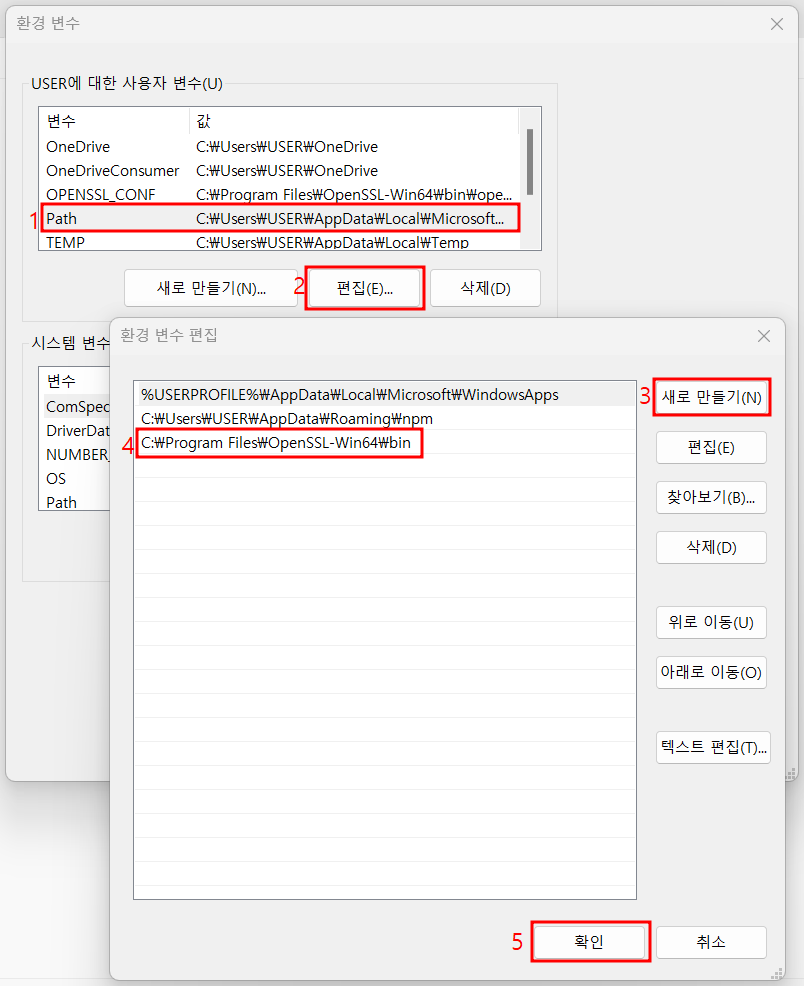 환경 변수
USER에 대한 사용자 변수(U)
변수 값
OneDrive C:₩Users₩USER₩OneDrive
OneDriveConsumer C:₩Users₩USER₩OneDrive
OPENSSL_CONF C:₩Program Files₩OpenSSL-Win64₩bin₩ope...
1 Path C:₩Users₩USER₩AppData₩Local₩Microsoft...
TEMP C:₩Users₩USER₩AppData₩Local₩Temp
새로 만들기(N)... 2 편집(E)... 삭제(D)
시스템 변수
변수
ComSpec
DriverDat
NUMBER_
OS
Path
환경 변수 편집
%USERPROFILE%₩AppData₩Local₩Microsoft₩WindowsApps
C:₩Users₩USER₩AppData₩Roaming₩npm
4 C:₩Program Files₩OpenSSL-Win64₩bin
3 새로 만들기(N)
편집(E)
찾아보기(B)...
삭제(D)
위로 이동(U)
아래로 이동(O)
텍스트 편집(T)...
5 확인 취소